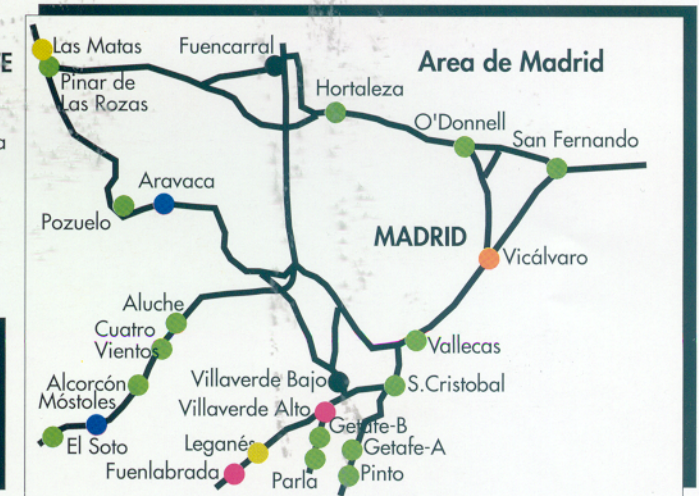 Las Matas
Fuencarral
Area de Madrid
Pinar de
Las Rozas
Hortaleza
O'Donnell
San Fernando
Aravaca
Pozuelo
MADRID
Vicálvaro
Aluche
Cuatro
Vientos
Vallecas
Alcorcón
Móstoles
Villaverde Bajo
S.Cristobal
Villaverde Alto
Getafe-B
El Soto
Leganés
Getafe-A
Fuenlabrada
Parla
Pinto